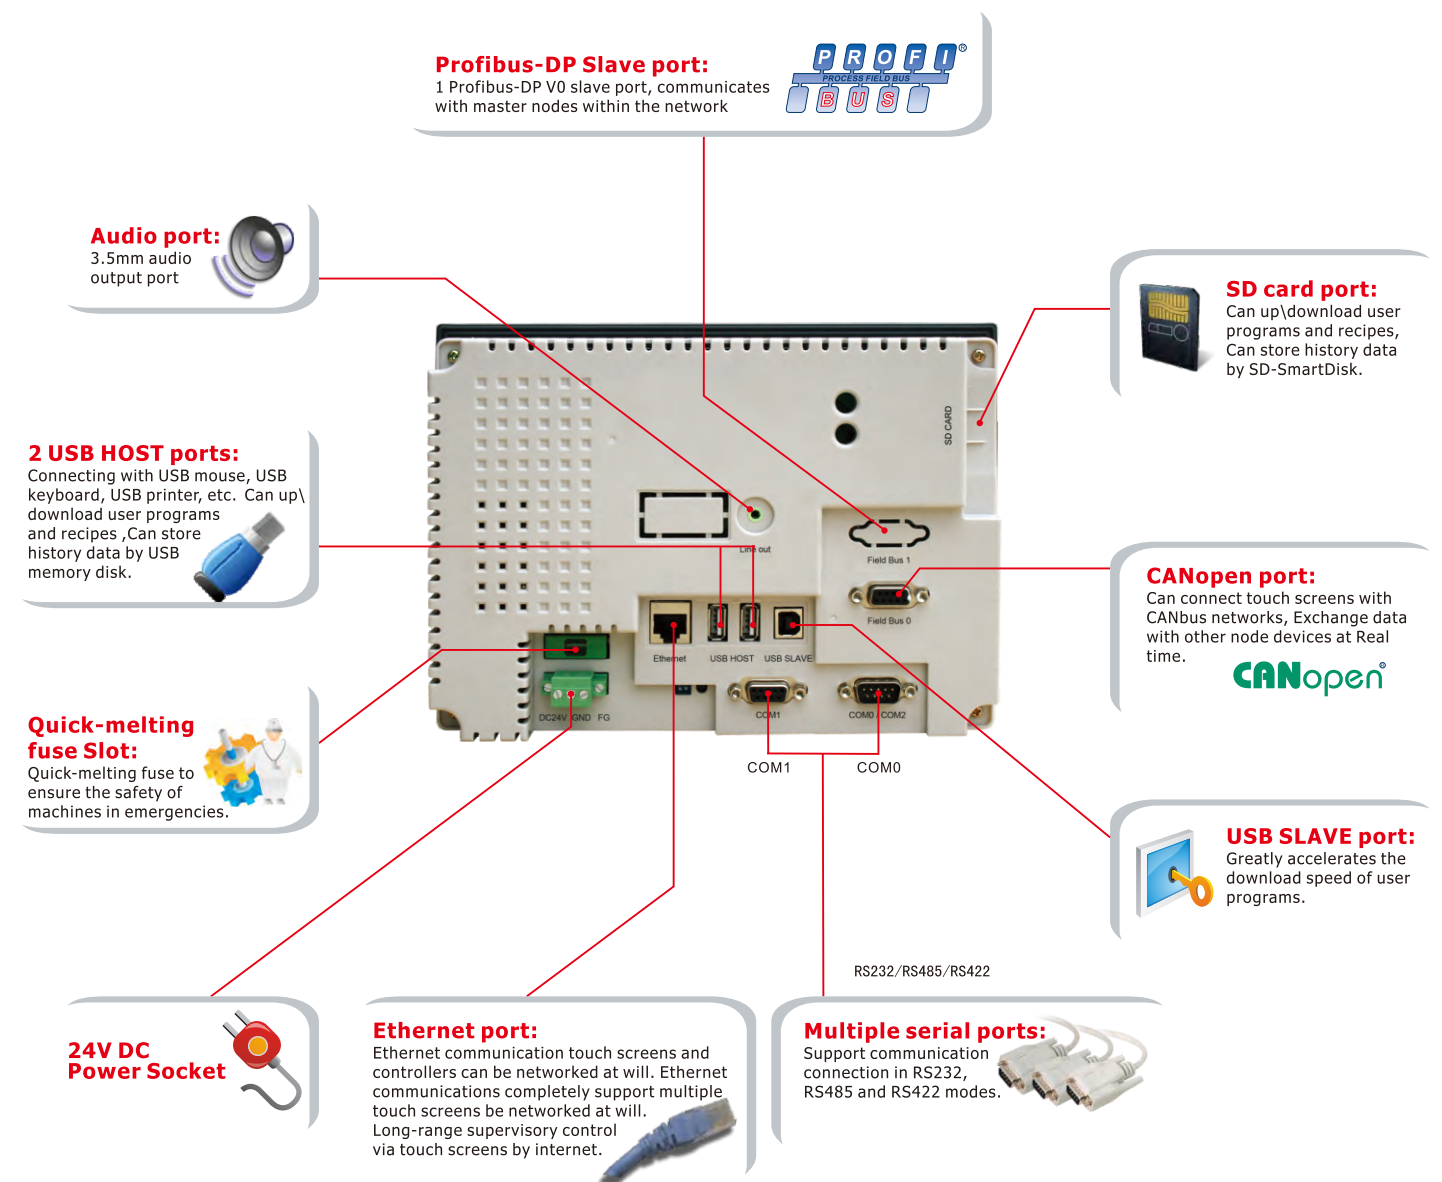 Profibus-DP Slave port:
1 Profibus-DP V0 slave port, communicates
with master nodes within the network
PROFI®
PROCESS FIELD BUS
BUS
Audio port:
3.5mm audio
output port
SD card port:
Can up\download user
programs and recipes,
Can store history data
by SD-SmartDisk.
2 USB HOST ports:
Connecting with USB mouse, USB
keyboard, USB printer, etc.  Can up\
download user programs
and recipes ,Can store
history data by USB
memory disk.
SD CARD
Line out
Field Bus 1
Field Bus 0
Ethernet
USB HOST
USB SLAVE
DC24V GND FG
COM1
COM0 / COM2
COM1
COM0
CANopen port:
Can connect touch screens with
CANbus networks, Exchange data
with other node devices at Real
time.
CANopen®
Quick-melting
fuse Slot:
Quick-melting fuse to
ensure the safety of
machines in emergencies.
USB SLAVE port:
Greatly accelerates the
download speed of user
programs.
RS232/RS485/RS422
24V DC
Power Socket
Ethernet port:
Ethernet communication touch screens and
controllers can be networked at will. Ethernet
communications completely support multiple
touch screens be networked at will.
Long-range supervisory control
via touch screens by internet.
Multiple serial ports:
Support communication
connection in RS232,
RS485 and RS422 modes.